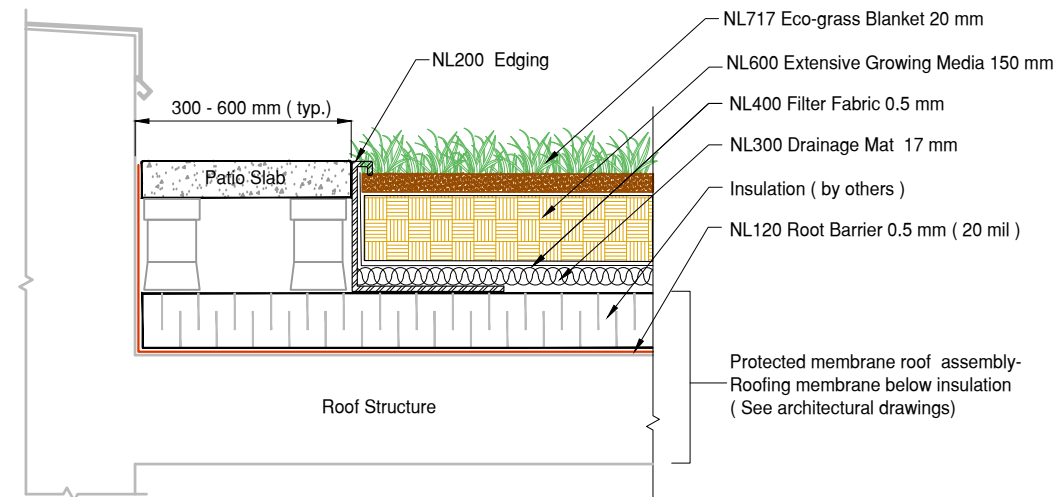 NL717 Eco-grass Blanket 20 mm
NL200 Edging
NL600 Extensive Growing Media 150 mm
300 - 600 mm ( typ.)
NL400 Filter Fabric 0.5 mm
NL300 Drainage Mat 17 mm
Patio Slab
Insulation ( by others )
NL120 Root Barrier 0.5 mm ( 20 mil )
Protected membrane roof assembly-
Roofing membrane below insulation
( See architectural drawings)
Roof Structure